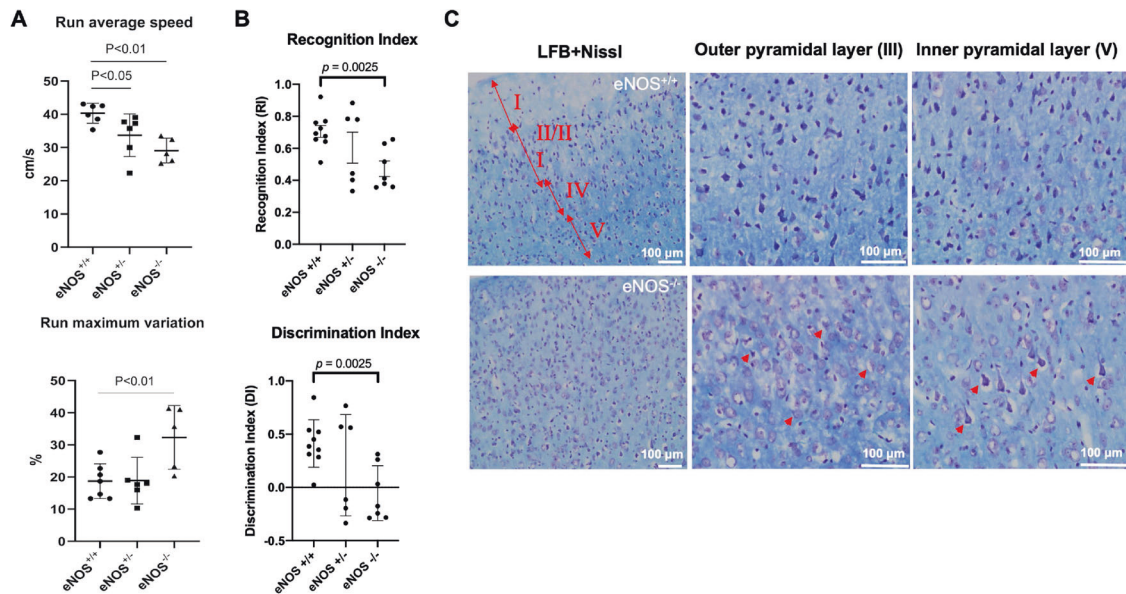 A
Run average speed
P<0.01
P<0.05
50
40
30
20
10
0
cm/s
eNOS+/+
eNOS+/-
eNOS-/-
Run maximum variation
P<0.01
50
40
30
20
10
0
%
eNOS+/+
eNOS+/-
eNOS-/-
B
Recognition Index
p = 0.0025
1.0
0.8
0.6
0.4
0.2
0.0
Recognition Index (RI)
eNOS +/+
eNOS +/-
eNOS -/-
Discrimination Index
p = 0.0025
1.0
0.5
0.0
-0.5
Discrimination Index (DI)
eNOS +/+
eNOS +/-
eNOS -/-
C
LFB+Nissl
Outer pyramidal layer (III)
Inner pyramidal layer (V)
eNOS+/+
I
II/II
I
IV
V
100 µm
100 µm
100 µm
eNOS-/-
100 µm
100 µm
100 µm